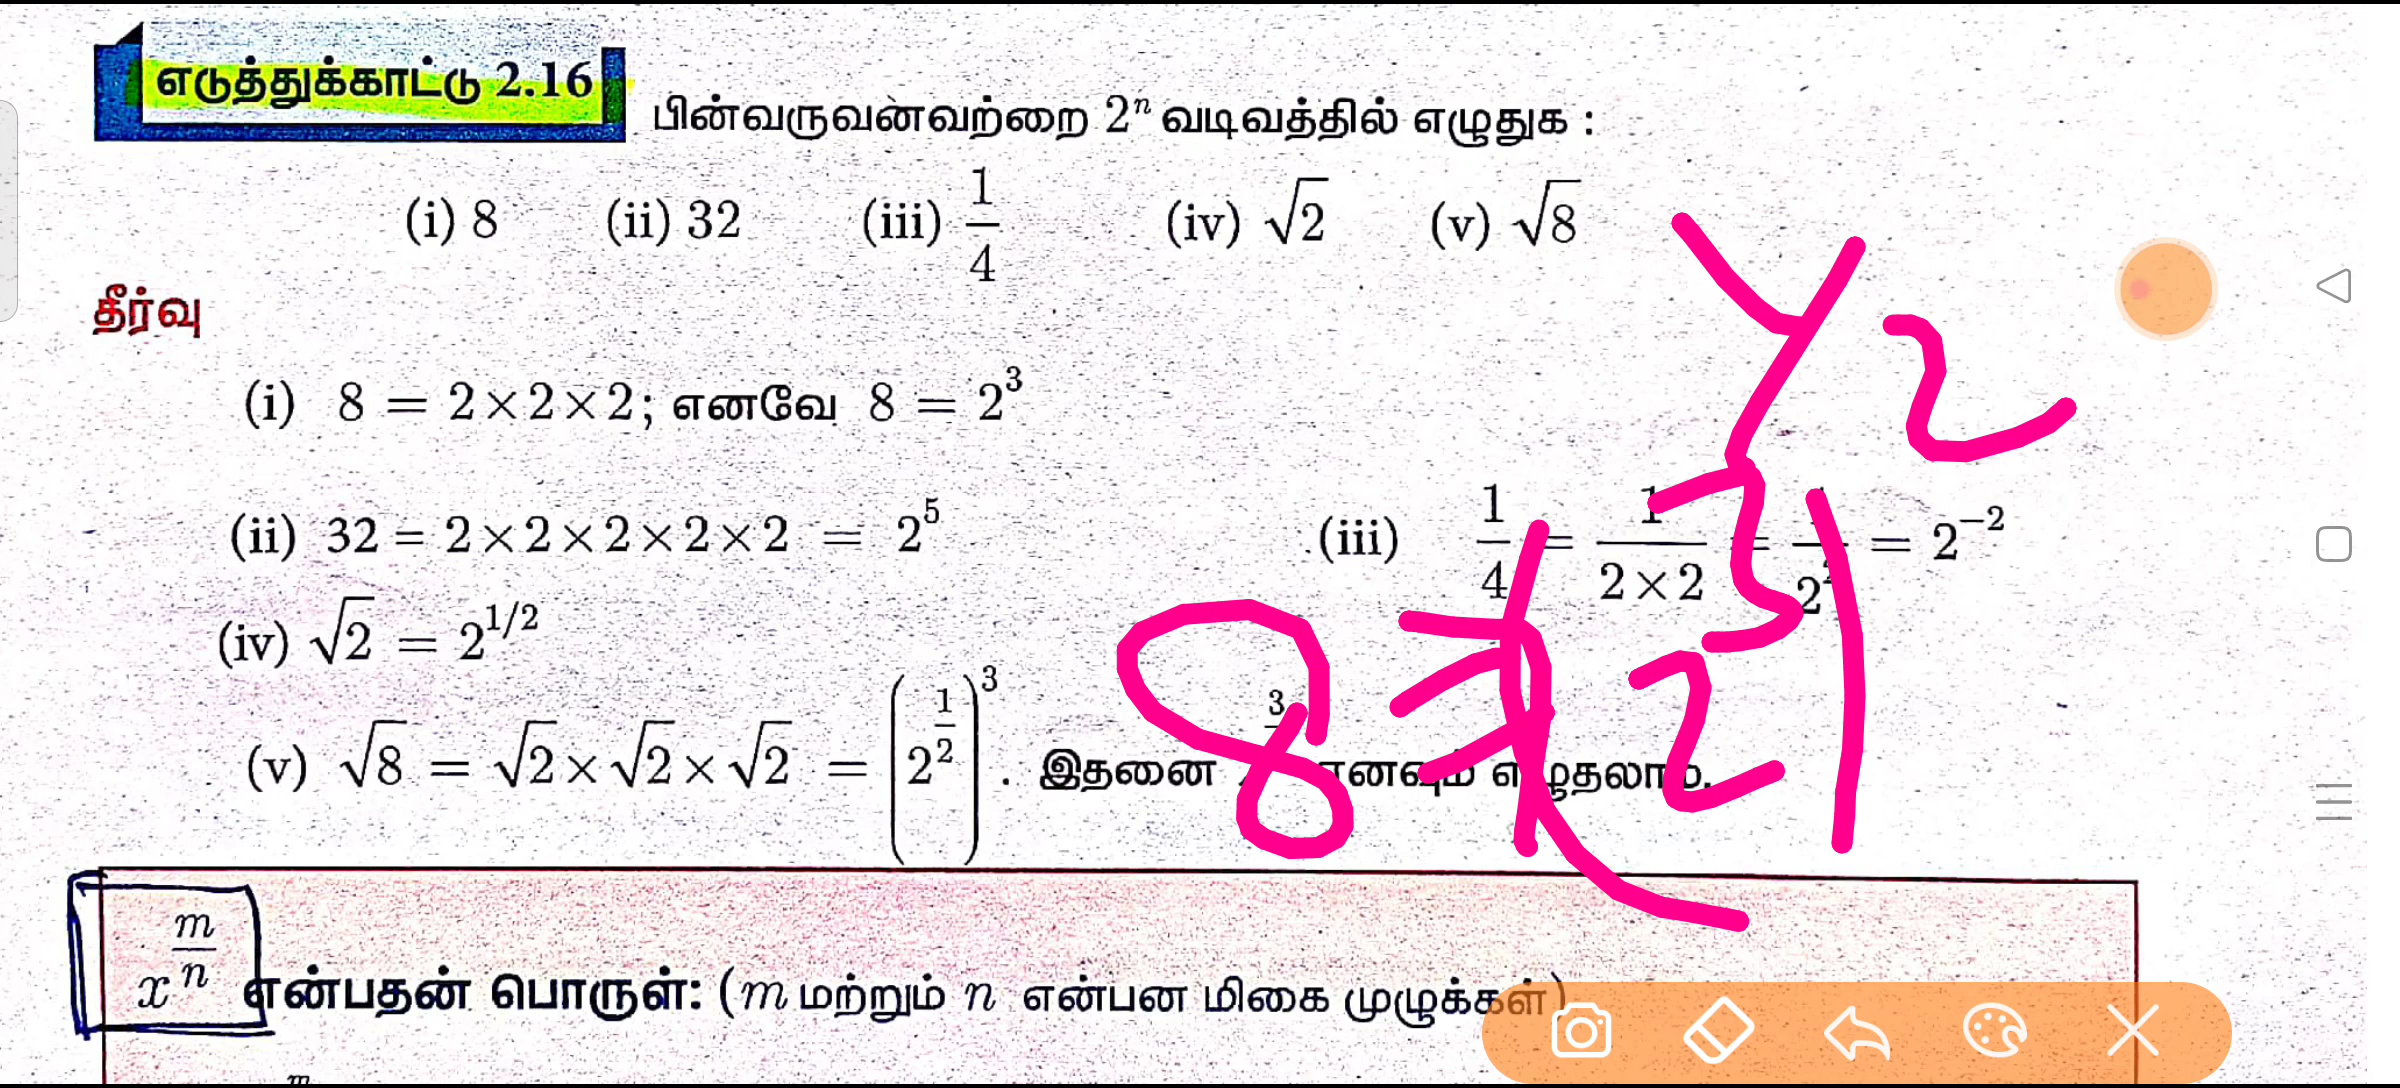 எடுத்துக்காட்டு 2.16 பின்வருவனவற்றை 2ⁿ வடிவத்தில் எழுதுக :
(i) 8 (ii) 32 (iii) 1/4 (iv) √2 (v) √8
தீர்வு
(i) 8 = 2×2×2; எனவே 8 = 2³
(ii) 32 = 2×2×2×2×2 = 2⁵ (iii) 1/4 = 1/(2×2) = 1/2² = 2⁻²
(iv) √2 = 2^(1/2)
(v) √8 = √2×√2×√2 = (2^(1/2))³ . இதனை எனவும் எழுதலாம்.
x^(m/n) என்பதன் பொருள்: (m மற்றும் n என்பன மிகை முழுக்கள்)